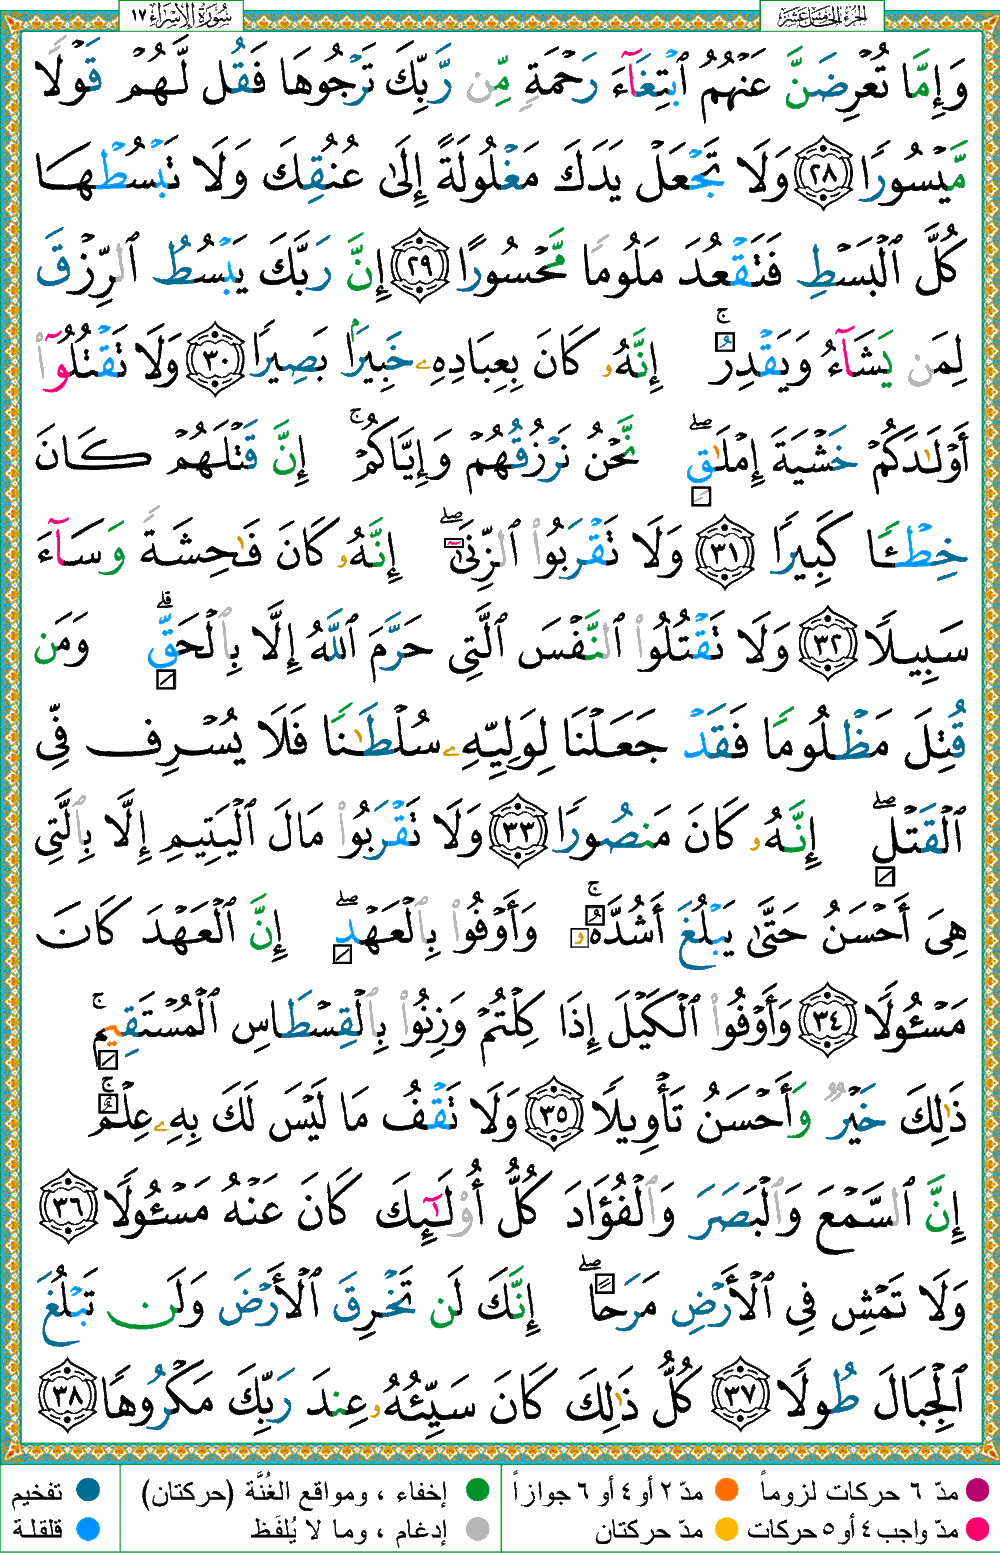 الجزء الخامس عشر
سُورَةُ الإِسْرَاءِ ١٧
وَإِمَّا تُعْرِضَنَّ عَنْهُمُ ٱبْتِغَآءَ رَحْمَةٍ مِّن رَّبِّكَ تَرْجُوهَا فَقُل لَّهُمْ قَوْلًا
مَّيْسُورًا ٢٨ وَلَا تَجْعَلْ يَدَكَ مَغْلُولَةً إِلَىٰ عُنُقِكَ وَلَا تَبْسُطْهَا
كُلَّ ٱلْبَسْطِ فَتَقْعُدَ مَلُومًا مَّحْسُورًا ٢٩ إِنَّ رَبَّكَ يَبْسُطُ ٱلرِّزْقَ
لِمَن يَشَآءُ وَيَقْدِرُ ۚ إِنَّهُۥ كَانَ بِعِبَادِهِۦ خَبِيرًۢا بَصِيرًا ٣٠ وَلَا تَقْتُلُوٓا۟
أَوْلَـٰدَكُمْ خَشْيَةَ إِمْلَـٰقٍ ۖ نَّحْنُ نَرْزُقُهُمْ وَإِيَّاكُمْ ۚ إِنَّ قَتْلَهُمْ كَانَ
خِطْـًٔا كَبِيرًا ٣١ وَلَا تَقْرَبُوا۟ ٱلزِّنَىٰٓ ۖ إِنَّهُۥ كَانَ فَـٰحِشَةً وَسَآءَ
سَبِيلًا ٣٢ وَلَا تَقْتُلُوا۟ ٱلنَّفْسَ ٱلَّتِى حَرَّمَ ٱللَّهُ إِلَّا بِٱلْحَقِّ ۗ وَمَن
قُتِلَ مَظْلُومًا فَقَدْ جَعَلْنَا لِوَلِيِّهِۦ سُلْطَـٰنًا فَلَا يُسْرِف فِّى
ٱلْقَتْلِ ۖ إِنَّهُۥ كَانَ مَنصُورًا ٣٣ وَلَا تَقْرَبُوا۟ مَالَ ٱلْيَتِيمِ إِلَّا بِٱلَّتِى
هِىَ أَحْسَنُ حَتَّىٰ يَبْلُغَ أَشُدَّهُۥ ۚ وَأَوْفُوا۟ بِٱلْعَهْدِ ۖ إِنَّ ٱلْعَهْدَ كَانَ
مَسْـُٔولًا ٣٤ وَأَوْفُوا۟ ٱلْكَيْلَ إِذَا كِلْتُمْ وَزِنُوا۟ بِٱلْقِسْطَاسِ ٱلْمُسْتَقِيمِ ۚ
ذَٰلِكَ خَيْرٌ وَأَحْسَنُ تَأْوِيلًا ٣٥ وَلَا تَقْفُ مَا لَيْسَ لَكَ بِهِۦ عِلْمٌ ۚ
إِنَّ ٱلسَّمْعَ وَٱلْبَصَرَ وَٱلْفُؤَادَ كُلُّ أُو۟لَـٰٓئِكَ كَانَ عَنْهُ مَسْـُٔولًا ٣٦
وَلَا تَمْشِ فِى ٱلْأَرْضِ مَرَحًا ۖ إِنَّكَ لَن تَخْرِقَ ٱلْأَرْضَ وَلَن تَبْلُغَ
ٱلْجِبَالَ طُولًا ٣٧ كُلُّ ذَٰلِكَ كَانَ سَيِّئُهُۥ عِندَ رَبِّكَ مَكْرُوهًا ٣٨
مدّ ٦ حركات لزوماً مدّ ٢ أو ٤ أو ٦ جوازاً إخفاء ، ومواقع الغُنَّة (حركتان) تفخيم
مدّ واجب ٤ أو ٥ حركات مدّ حركتان إدغام ، وما لا يُلفَظ قلقلة